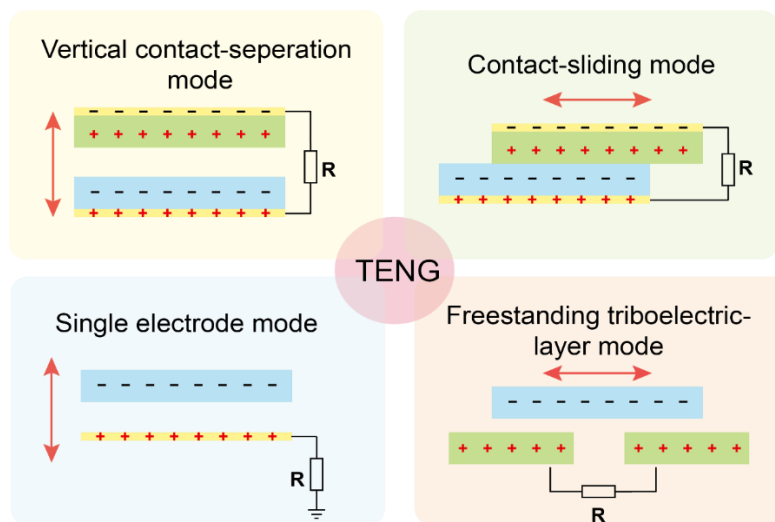 Vertical contact-seperation
mode
- - - - - - - -
+ + + + + + + +
R
- - - - - - - -
+ + + + + + + +
Contact-sliding mode
- - - - - - - -
+ + + + + + + +
R
- - - - - - - -
+ + + + + + + +
TENG
Single electrode mode
- - - - - - - -
+ + + + + + + +
R
Freestanding triboelectric-
layer mode
- - - - - - - -
+ + + + + + + + + +
R